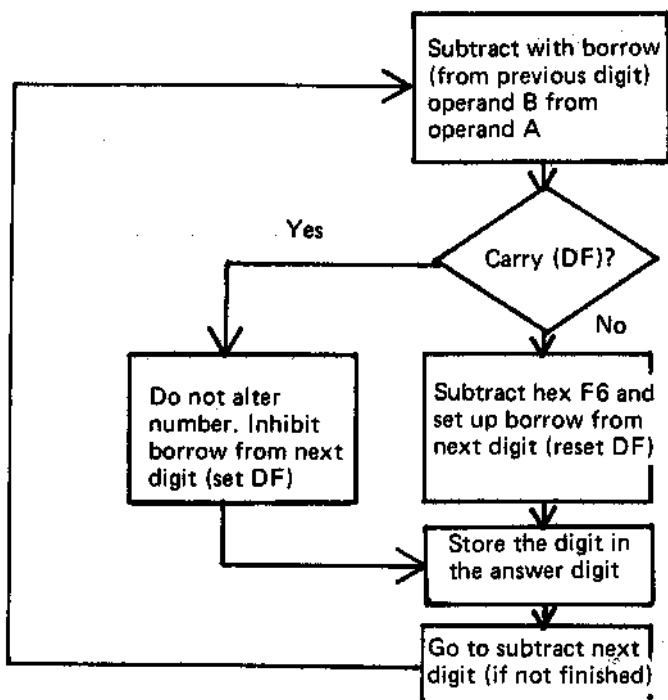 Subtract with borrow
(from previous digit)
operand B from
operand A
Yes
Carry (DF)?
No
Do not alter
number. Inhibit
borrow from next
digit (set DF)
Subtract hex F6 and
set up borrow from
next digit (reset DF)
Store the digit in
the answer digit
Go to subtract next
digit (if not finished)